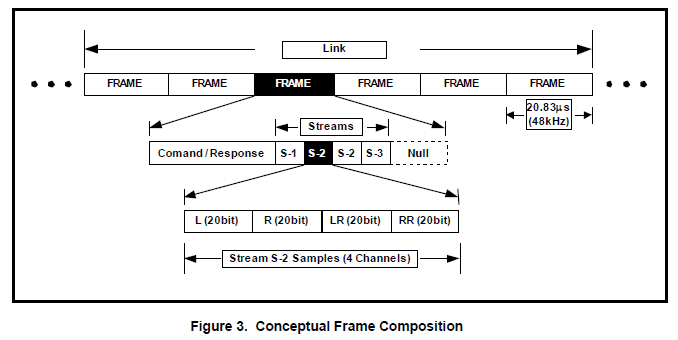 Link
FRAME FRAME FRAME FRAME FRAME FRAME
20.83µs
(48kHz)
Streams
Comand / Response S-1 S-2 S-2 S-3 Null
L (20bit) R (20bit) LR (20bit) RR (20bit)
Stream S-2 Samples (4 Channels)
Figure 3. Conceptual Frame Composition